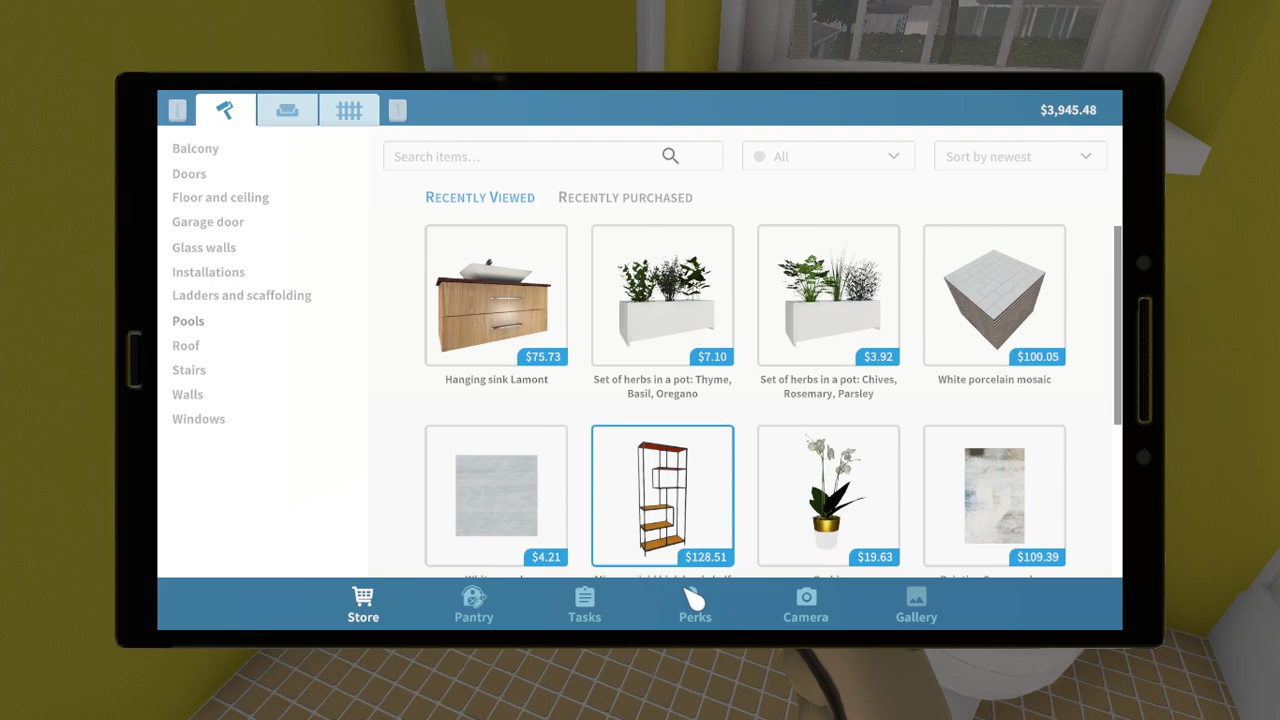 $3,945.48
Balcony
Doors
Floor and ceiling
Garage door
Glass walls
Installations
Ladders and scaffolding
Pools
Roof
Stairs
Walls
Windows
Search items...
All
Sort by newest
RECENTLY VIEWED
RECENTLY PURCHASED
$75.73
$7.10
$3.92
$100.05
Hanging sink Lamont
Set of herbs in a pot: Thyme,
Basil, Oregano
Set of herbs in a pot: Chives,
Rosemary, Parsley
White porcelain mosaic
$4.21
$128.51
$19.63
$109.39
Store
Pantry
Tasks
Perks
Camera
Gallery